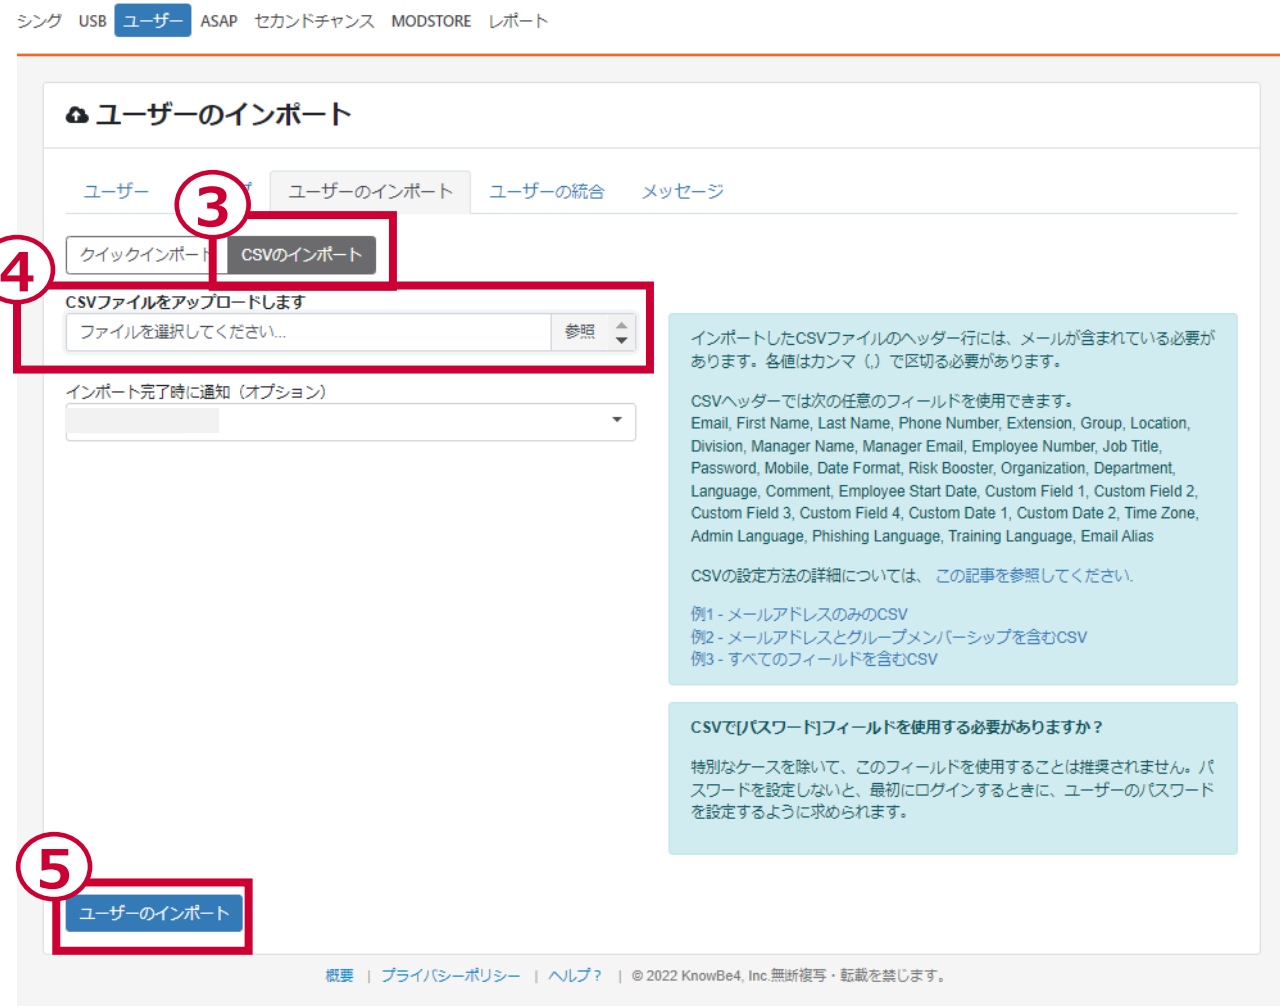 シング USB ユーザー ASAP セカンドチャンス MODSTORE レポート
ユーザーのインポート
ユーザー プ ユーザーのインポート ユーザーの統合 メッセージ
③
クイックインポート CSVのインポート
④
CSVファイルをアップロードします
ファイルを選択してください... 参照
インポート完了時に通知（オプション）
インポートしたCSVファイルのヘッダー行には、メールが含まれている必要が
あります。各値はカンマ（,）で区切る必要があります。
CSVヘッダーでは次の任意のフィールドを使用できます。
Email, First Name, Last Name, Phone Number, Extension, Group, Location,
Division, Manager Name, Manager Email, Employee Number, Job Title,
Password, Mobile, Date Format, Risk Booster, Organization, Department,
Language, Comment, Employee Start Date, Custom Field 1, Custom Field 2,
Custom Field 3, Custom Field 4, Custom Date 1, Custom Date 2, Time Zone,
Admin Language, Phishing Language, Training Language, Email Alias
CSVの設定方法の詳細については、 この記事を参照してください.
例1 - メールアドレスのみのCSV
例2 - メールアドレスとグループメンバーシップを含むCSV
例3 - すべてのフィールドを含むCSV
CSVで[パスワード]フィールドを使用する必要がありますか？
特別なケースを除いて、このフィールドを使用することは推奨されません。パ
スワードを設定しないと、最初にログインするときに、ユーザーのパスワード
を設定するように求められます。
⑤
ユーザーのインポート
概要 | プライバシーポリシー | ヘルプ？ | © 2022 KnowBe4, Inc.無断複写・転載を禁じます。